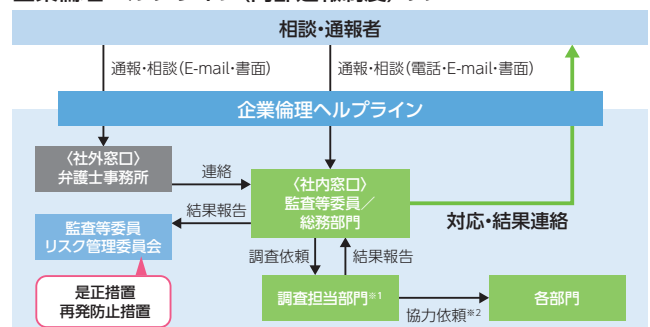 相談・通報者
通報・相談（E-mail・書面）
通報・相談（電話・E-mail・書面）
企業倫理ヘルプライン
〈社外窓口〉
弁護士事務所
連絡
〈社内窓口〉
監査等委員／
総務部門
結果報告
対応・結果連絡
監査等委員
リスク管理委員会
調査依頼
結果報告
是正措置
再発防止措置
調査担当部門※1
協力依頼※2
各部門